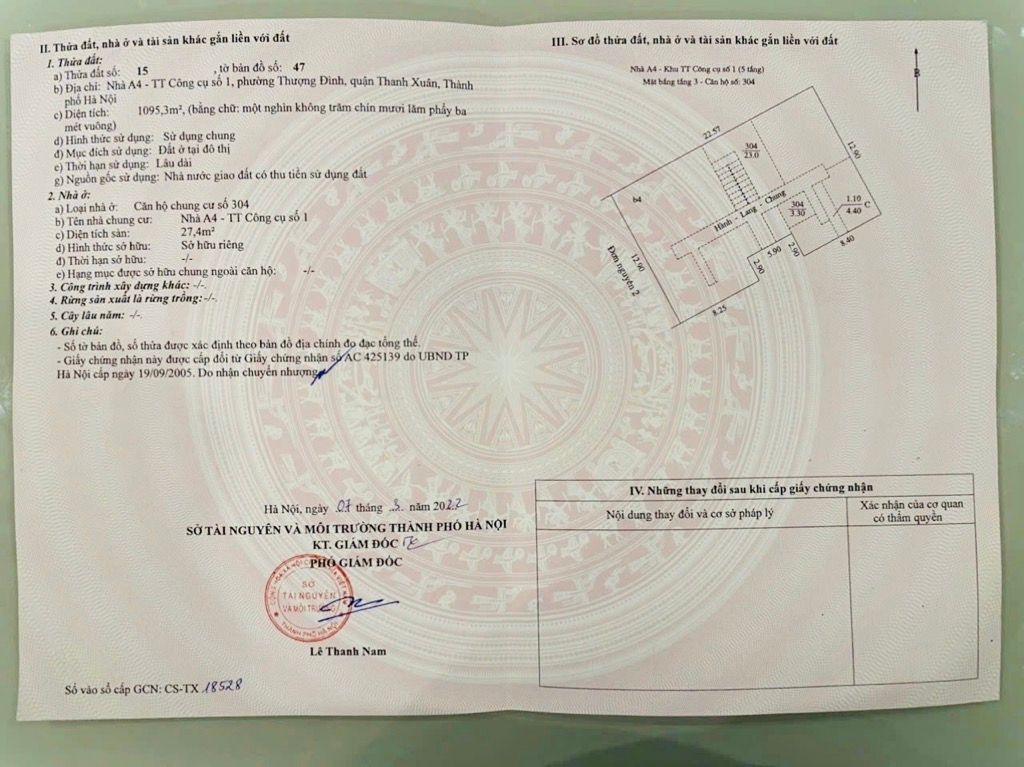 II. Thửa đất, nhà ở và tài sản khác gắn liền với đất
1. Thửa đất:
a) Thửa đất số: 15 , tờ bản đồ số: 47
b) Địa chỉ: Nhà A4 - TT Công cụ số 1, phường Thượng Đình, quận Thanh Xuân, Thành
phố Hà Nội
c) Diện tích: 1095,3m², (bằng chữ: một nghìn không trăm chín mươi lăm phẩy ba
mét vuông)
d) Hình thức sử dụng: Sử dụng chung
đ) Mục đích sử dụng: Đất ở tại đô thị
e) Thời hạn sử dụng: Lâu dài
g) Nguồn gốc sử dụng: Nhà nước giao đất có thu tiền sử dụng đất
2. Nhà ở:
a) Loại nhà ở: Căn hộ chung cư số 304
b) Tên nhà chung cư: Nhà A4 - TT Công cụ số 1
c) Diện tích sàn: 27,4m²
d) Hình thức sở hữu: Sở hữu riêng
đ) Thời hạn sở hữu: -/-
e) Hạng mục được sở hữu chung ngoài căn hộ: -/-
3. Công trình xây dựng khác: -/-.
4. Rừng sản xuất là rừng trồng:-/-.
5. Cây lâu năm: -/-.
6. Ghi chú:
- Số tờ bản đồ, số thửa được xác định theo bản đồ địa chính đo đạc tổng thể.
- Giấy chứng nhận này được cấp đổi từ Giấy chứng nhận số AC 425139 do UBND TP
Hà Nội cấp ngày 19/09/2005. Do nhận chuyển nhượng.
Hà Nội, ngày 07 tháng 3 năm 2022
SỞ TÀI NGUYÊN VÀ MÔI TRƯỜNG THÀNH PHỐ HÀ NỘI
KT. GIÁM ĐỐC
PHÓ GIÁM ĐỐC
SỞ
TÀI NGUYÊN
VÀ MÔI TRƯỜNG
THÀNH PHỐ HÀ NỘI
Lê Thanh Nam
Số vào sổ cấp GCN: CS-TX 18528
III. Sơ đồ thửa đất, nhà ở và tài sản khác gắn liền với đất
Nhà A4 - Khu TT Công cụ số 1 (5 tầng)
Mặt bằng tầng 3 - Căn hộ số: 304
B
22.57
12.90
304
23.0
b4
Hành - Lang - Chung
304
3.30
1.10
4.40
C
Đơn nguyên 2
12.90
8.25
2.90
5.90
2.90
8.40
IV. Những thay đổi sau khi cấp giấy chứng nhận
Nội dung thay đổi và cơ sở pháp lý
Xác nhận của cơ quan
có thẩm quyền